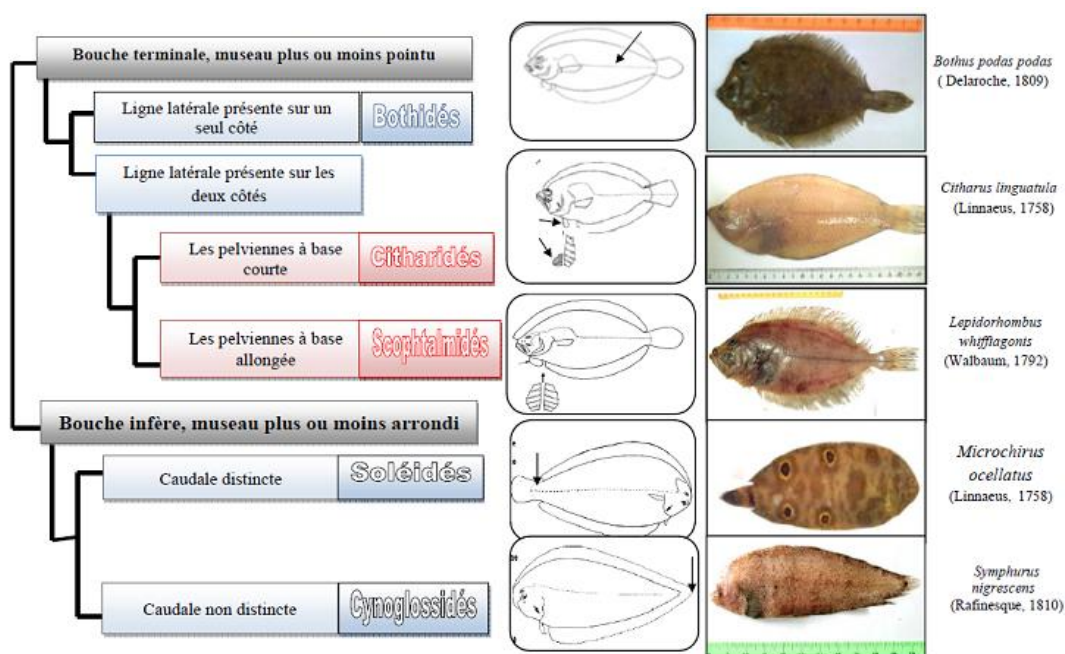 Bouche terminale, museau plus ou moins pointu
Ligne latérale présente sur un
seul côté
Bothidés
Ligne latérale présente sur les
deux côtés
Les pelviennes à base
courte
Citharidés
Les pelviennes à base
allongée
Scophtalmidés
Bouche infère, museau plus ou moins arrondi
Caudale distincte
Soléidés
Caudale non distincte
Cynoglossidés
Bothus podas podas
( Delaroche, 1809)
Citharus linguatula
(Linnaeus, 1758)
Lepidorhombus
whiffiagonis
(Walbaum, 1792)
Microchirus
ocellatus
(Linnaeus, 1758)
Symphurus
nigrescens
(Rafinesque, 1810)